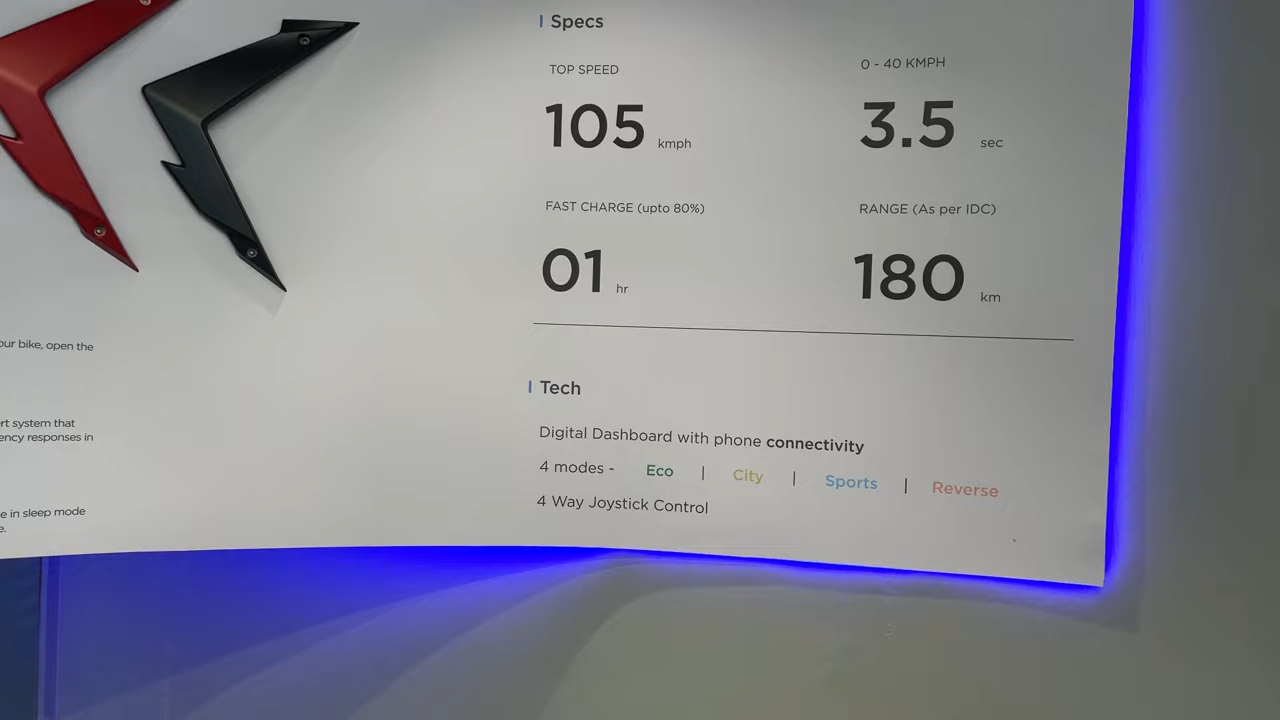 Specs
TOP SPEED
0 - 40 KMPH
105 kmph
3.5 sec
FAST CHARGE (upto 80%)
RANGE (As per IDC)
01 hr
180 km
Tech
Digital Dashboard with phone connectivity
4 modes - Eco | City | Sports | Reverse
4 Way Joystick Control
our bike, open the
rt system that
ency responses in
e in sleep mode
e.